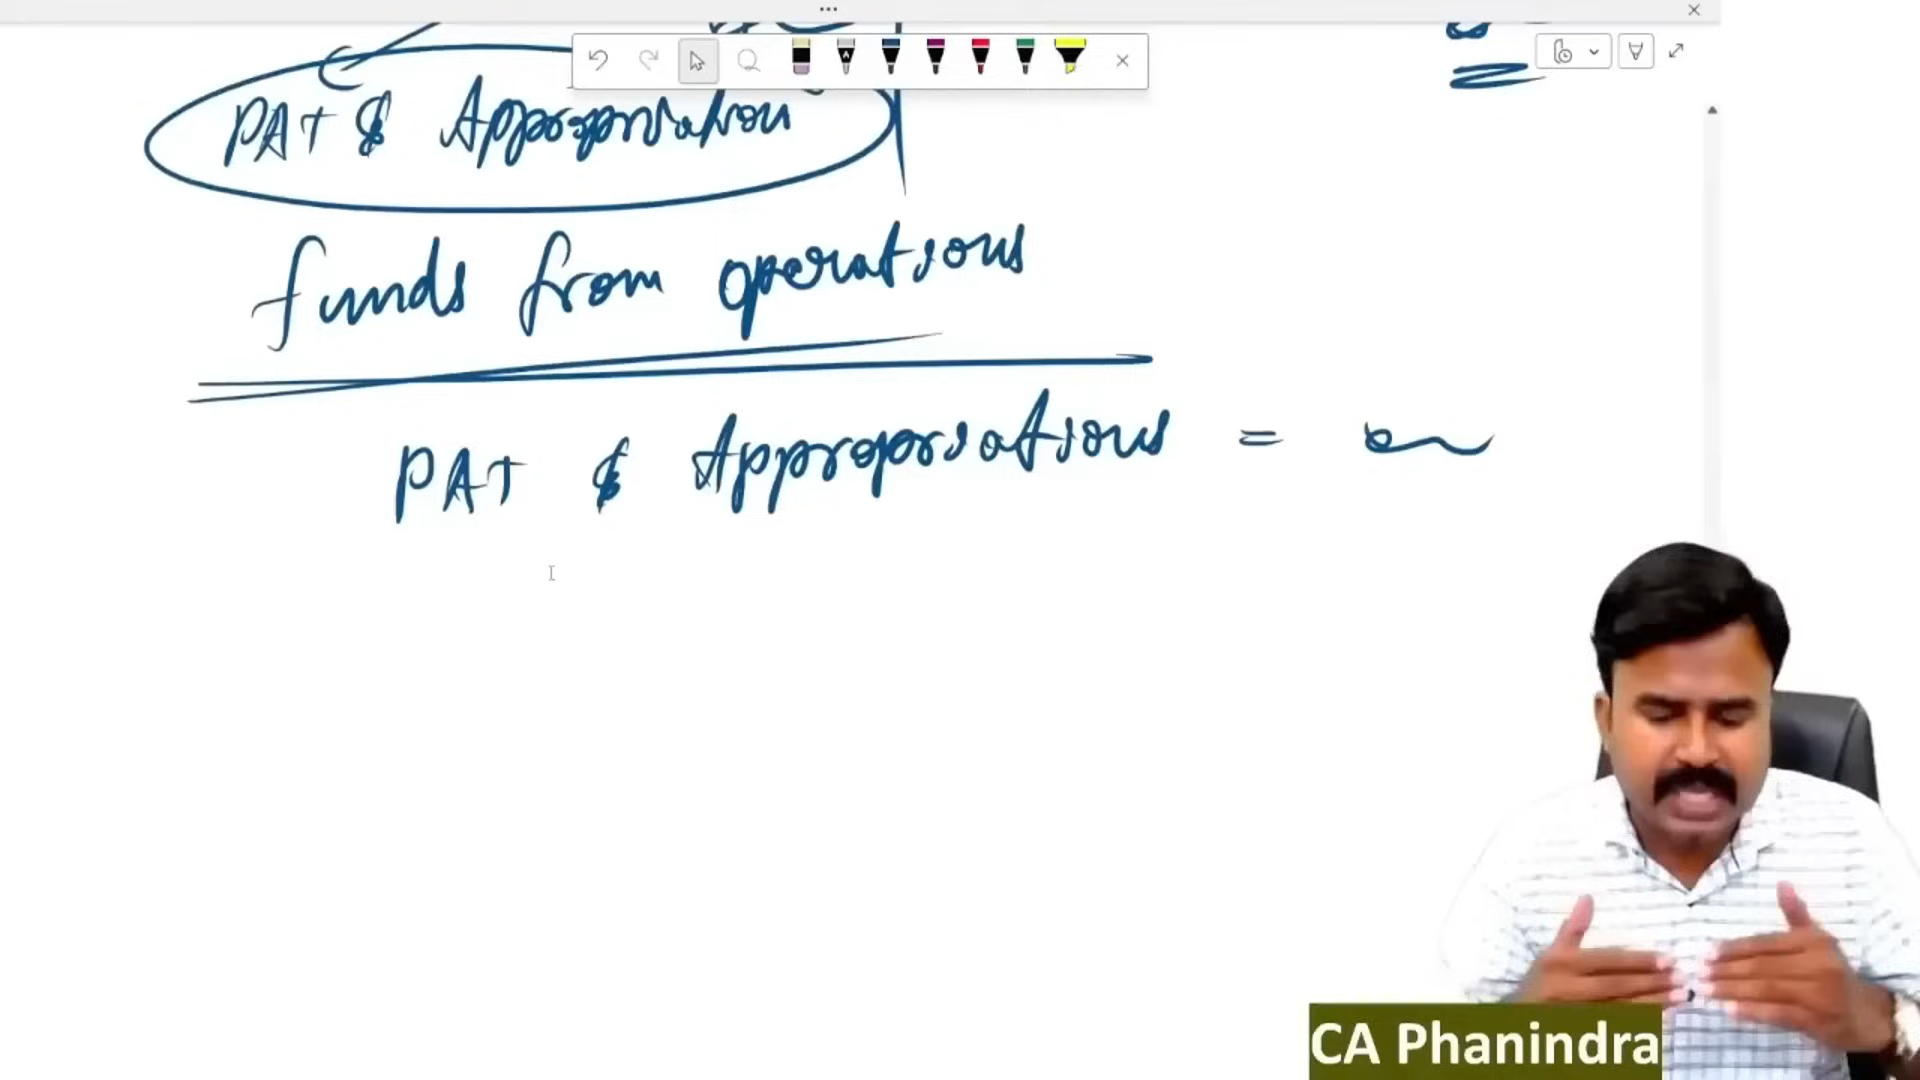 PAT & Appropriation
funds from operations
PAT & Appropriations =
CA Phanindra